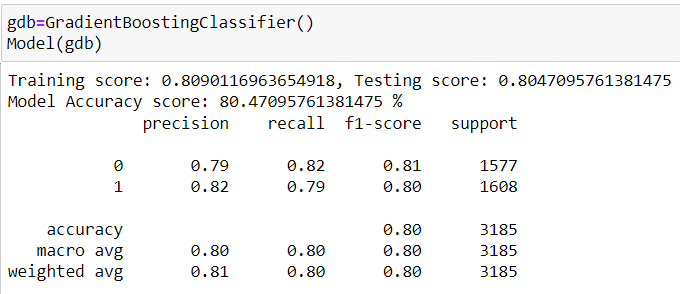 gdb=GradientBoostingClassifier()
Model(gdb)
Training score: 0.8090116963654918, Testing score: 0.8047095761381475
Model Accuracy score: 80.47095761381475 %
precision recall f1-score support
0 0.79 0.82 0.81 1577
1 0.82 0.79 0.80 1608
accuracy 0.80 3185
macro avg 0.80 0.80 0.80 3185
weighted avg 0.81 0.80 0.80 3185